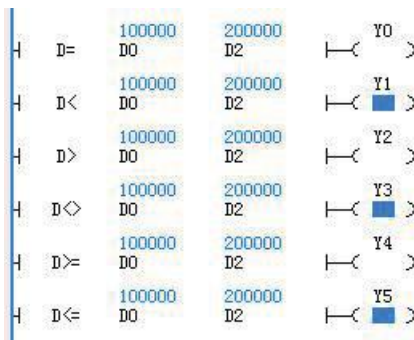 100000 200000 Y0
D= D0 D2
100000 200000 Y1
D< D0 D2
100000 200000 Y2
D> D0 D2
100000 200000 Y3
D<> D0 D2
100000 200000 Y4
D>= D0 D2
100000 200000 Y5
D<= D0 D2